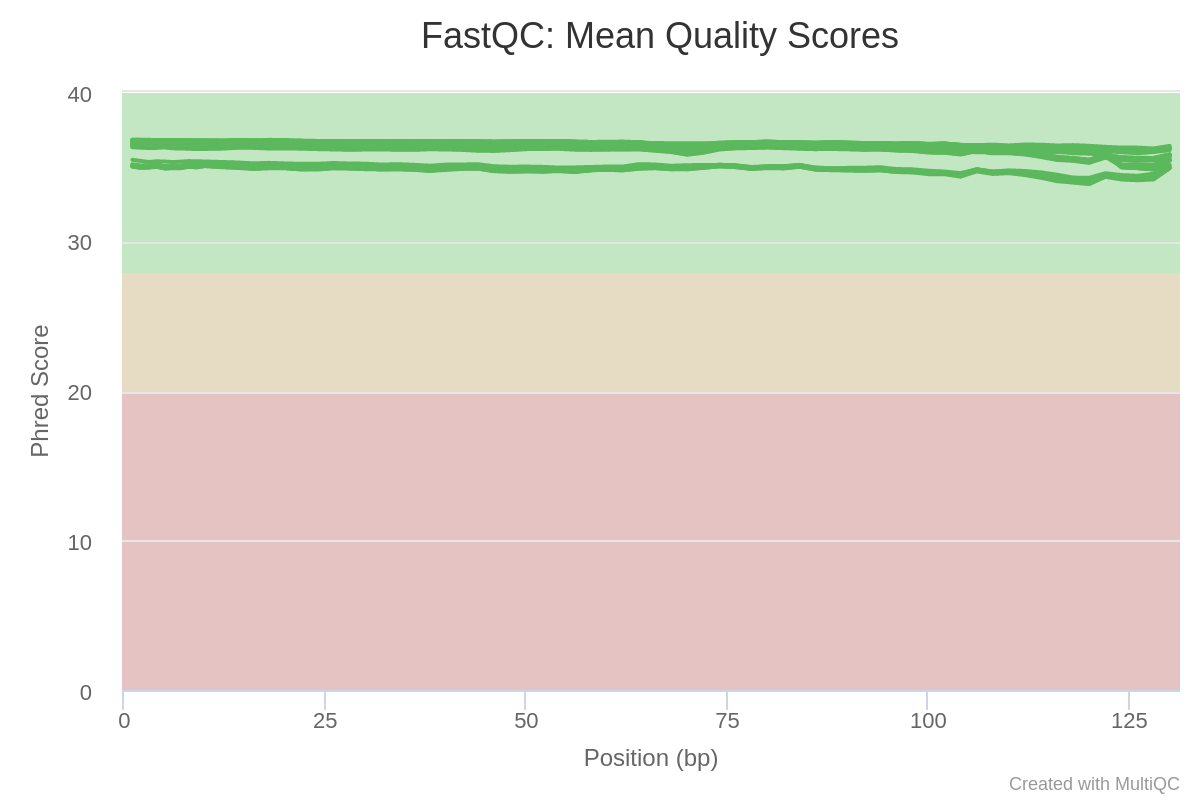 FastQC: Mean Quality Scores
40
30
20
10
0
Phred Score
0 25 50 75 100 125
Position (bp)
Created with MultiQC